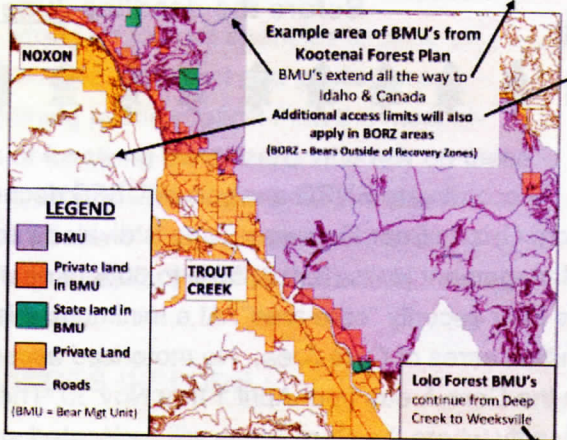 NOXON
Example area of BMU's from
Kootenai Forest Plan
BMU's extend all the way to
Idaho & Canada
Additional access limits will also
apply in BORZ areas
(BORZ = Bears Outside of Recovery Zones)
LEGEND
BMU
Private land
in BMU
State land in
BMU
Private Land
Roads
(BMU = Bear Mgt Unit)
TROUT
CREEK
Lolo Forest BMU's
continue from Deep
Creek to Weeksville